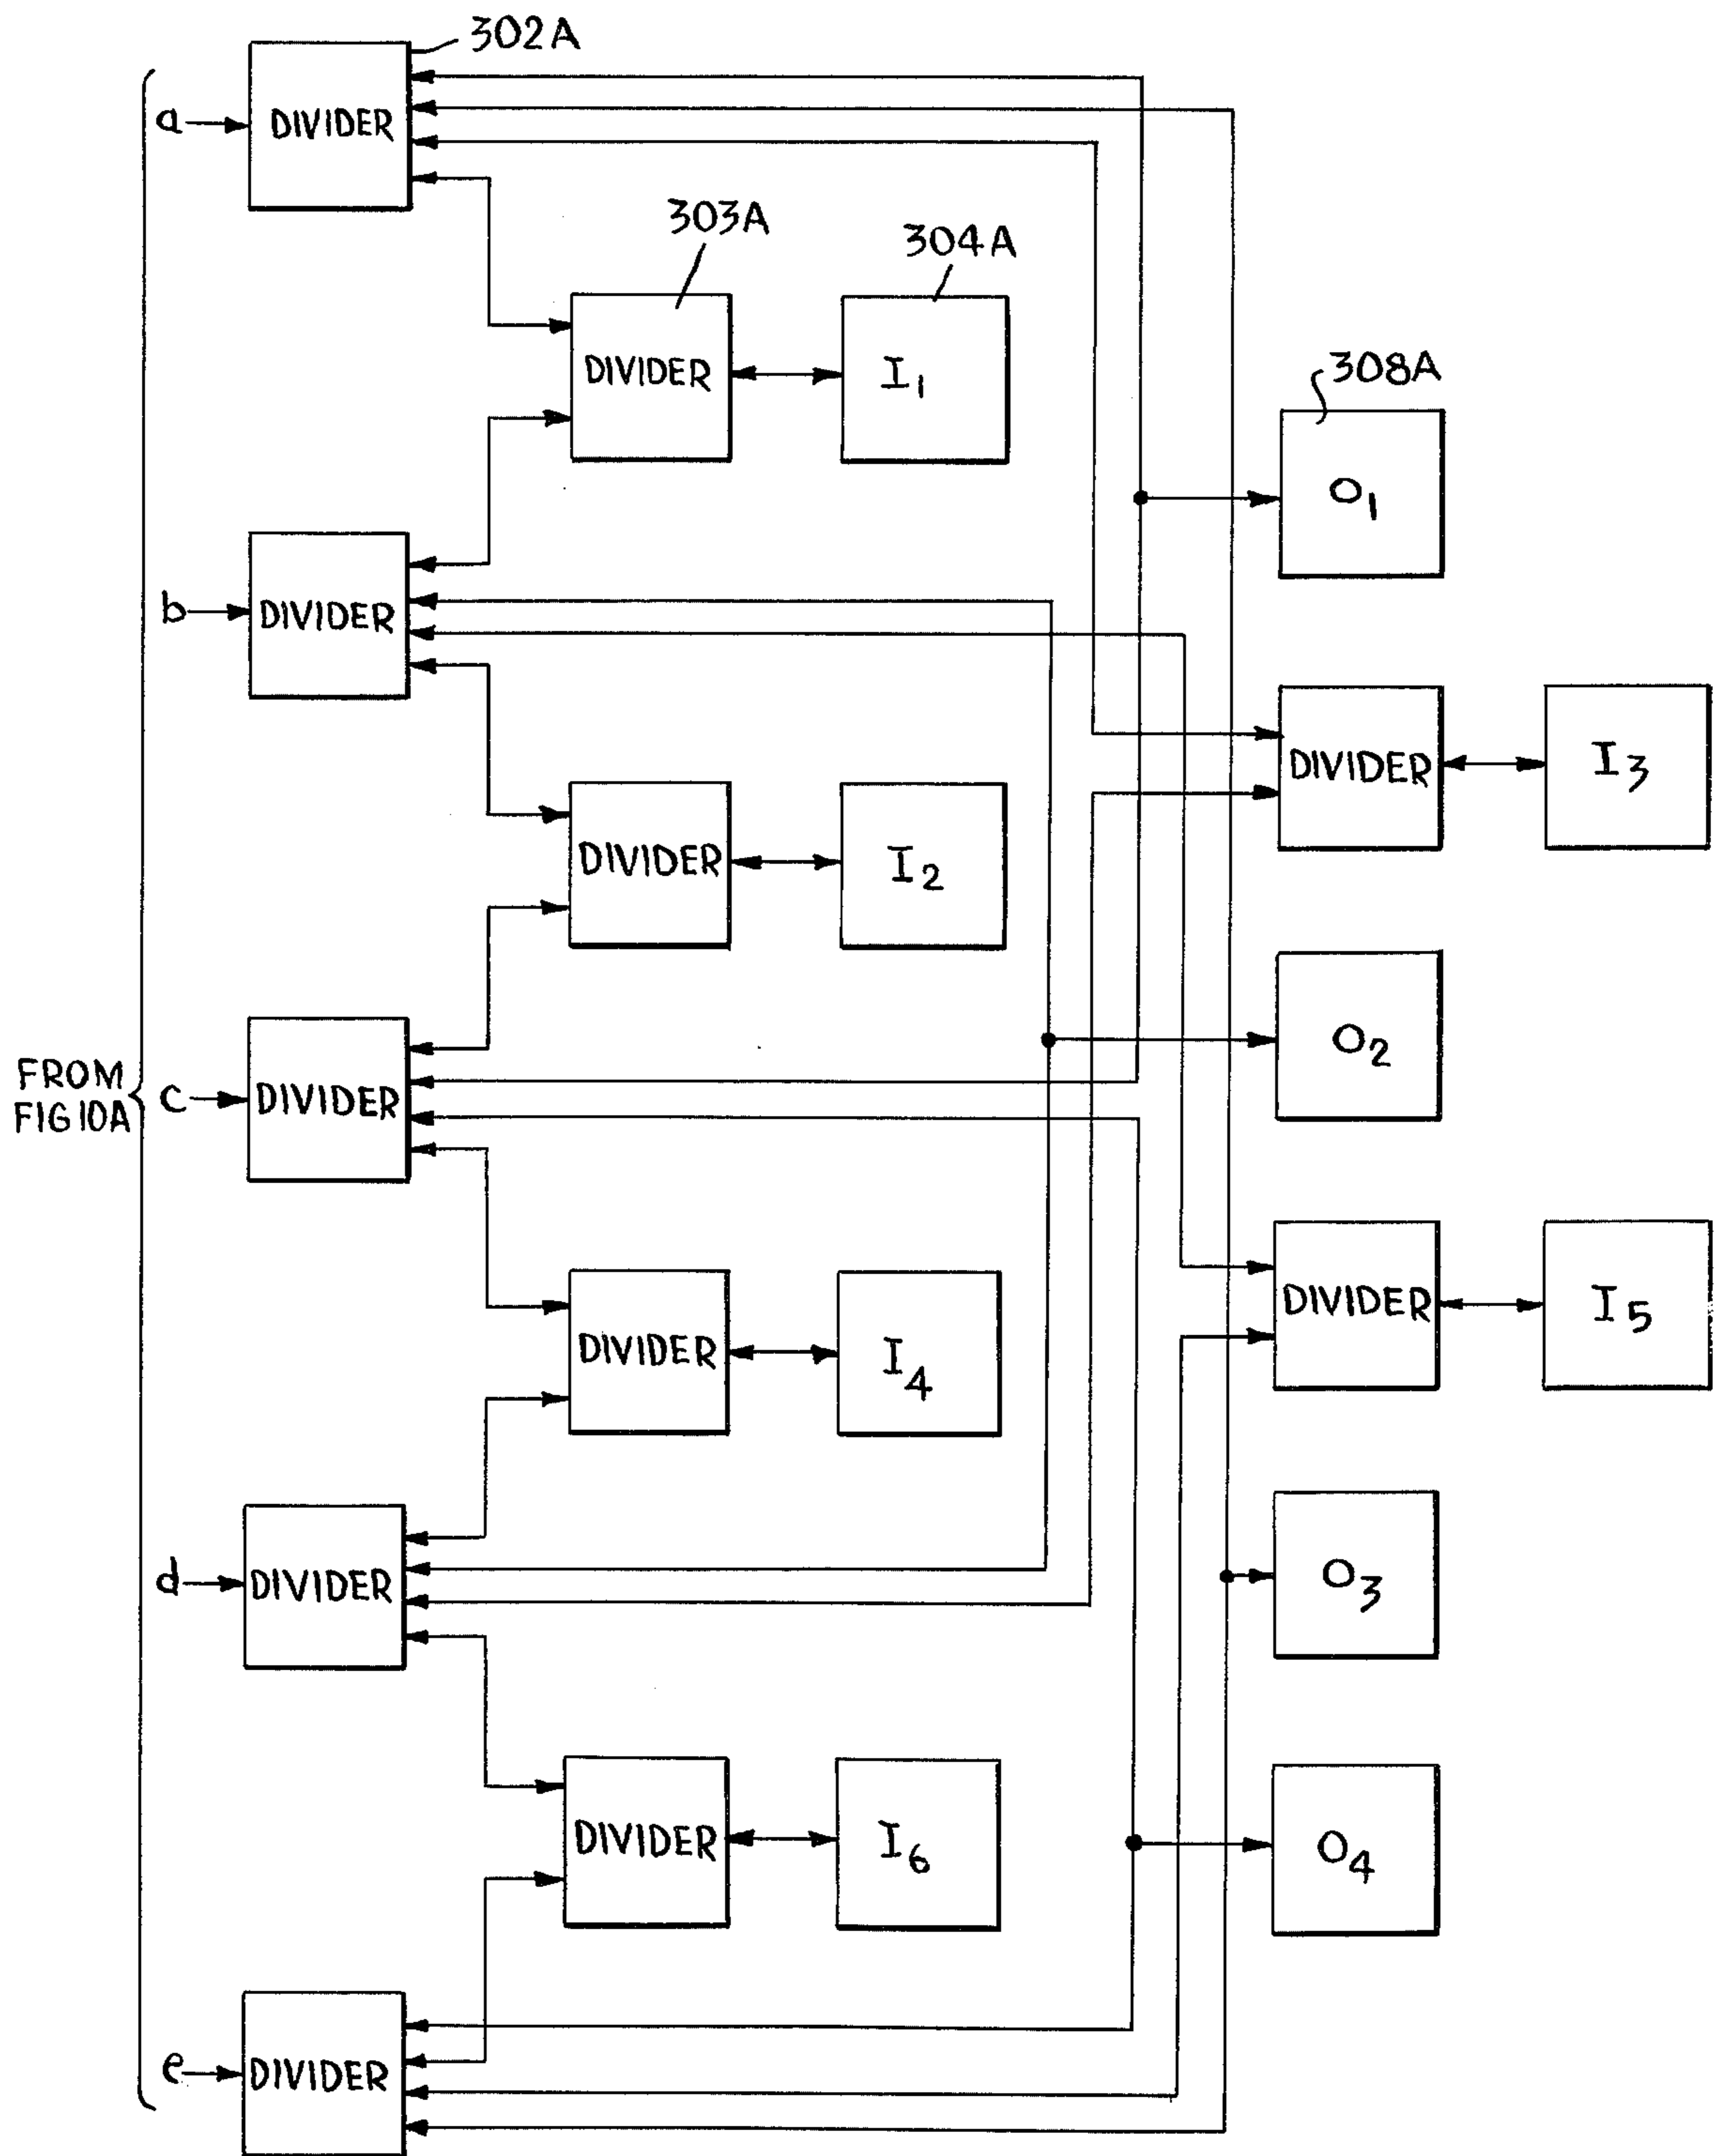 302A
a
DIVIDER
303A
304A
DIVIDER
I₁
308A
O₁
b
DIVIDER
DIVIDER
I₃
DIVIDER
I₂
O₂
FROM
FIG 10A
c
DIVIDER
DIVIDER
I₅
DIVIDER
I₄
d
DIVIDER
O₃
DIVIDER
I₆
O₄
e
DIVIDER